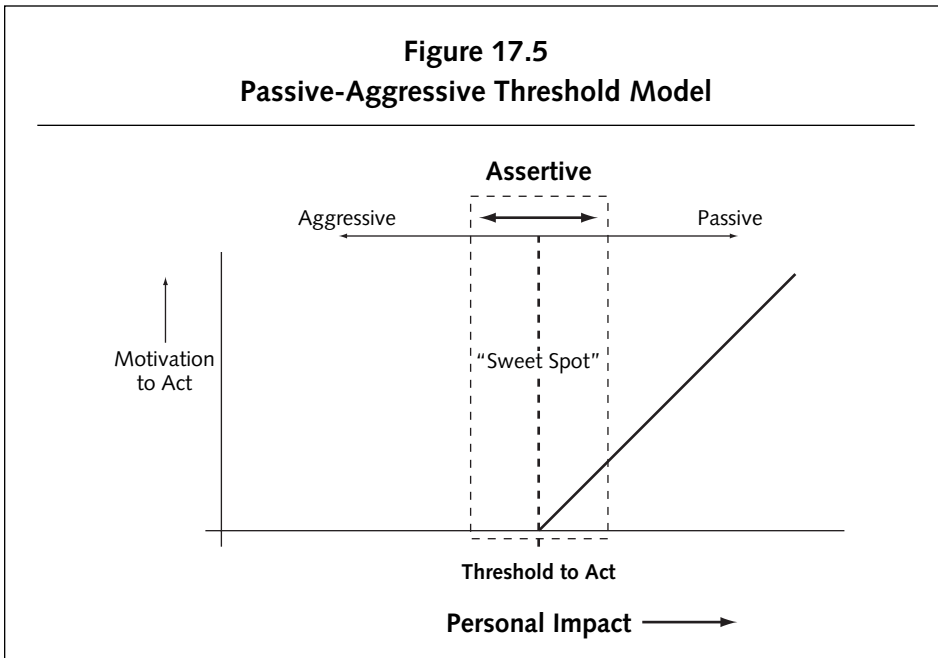 Figure 17.5
Passive-Aggressive Threshold Model
Assertive
Aggressive
Passive
Motivation
to Act
“Sweet Spot”
Threshold to Act
Personal Impact